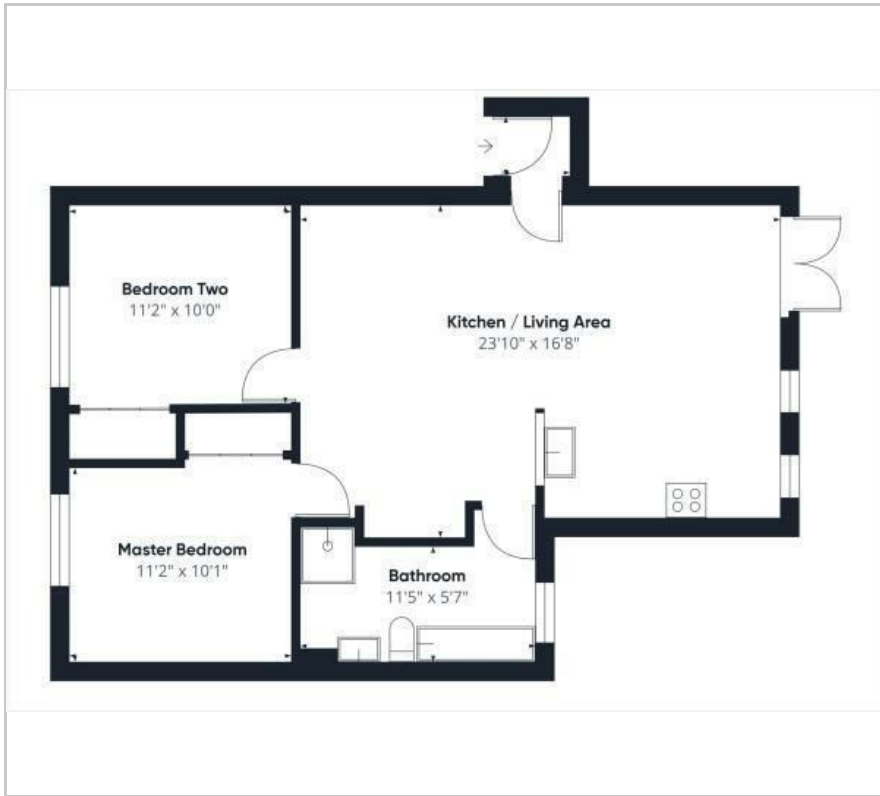 Bedroom Two
11'2" x 10'0"
Kitchen / Living Area
23'10" x 16'8"
Master Bedroom
11'2" x 10'1"
Bathroom
11'5" x 5'7"